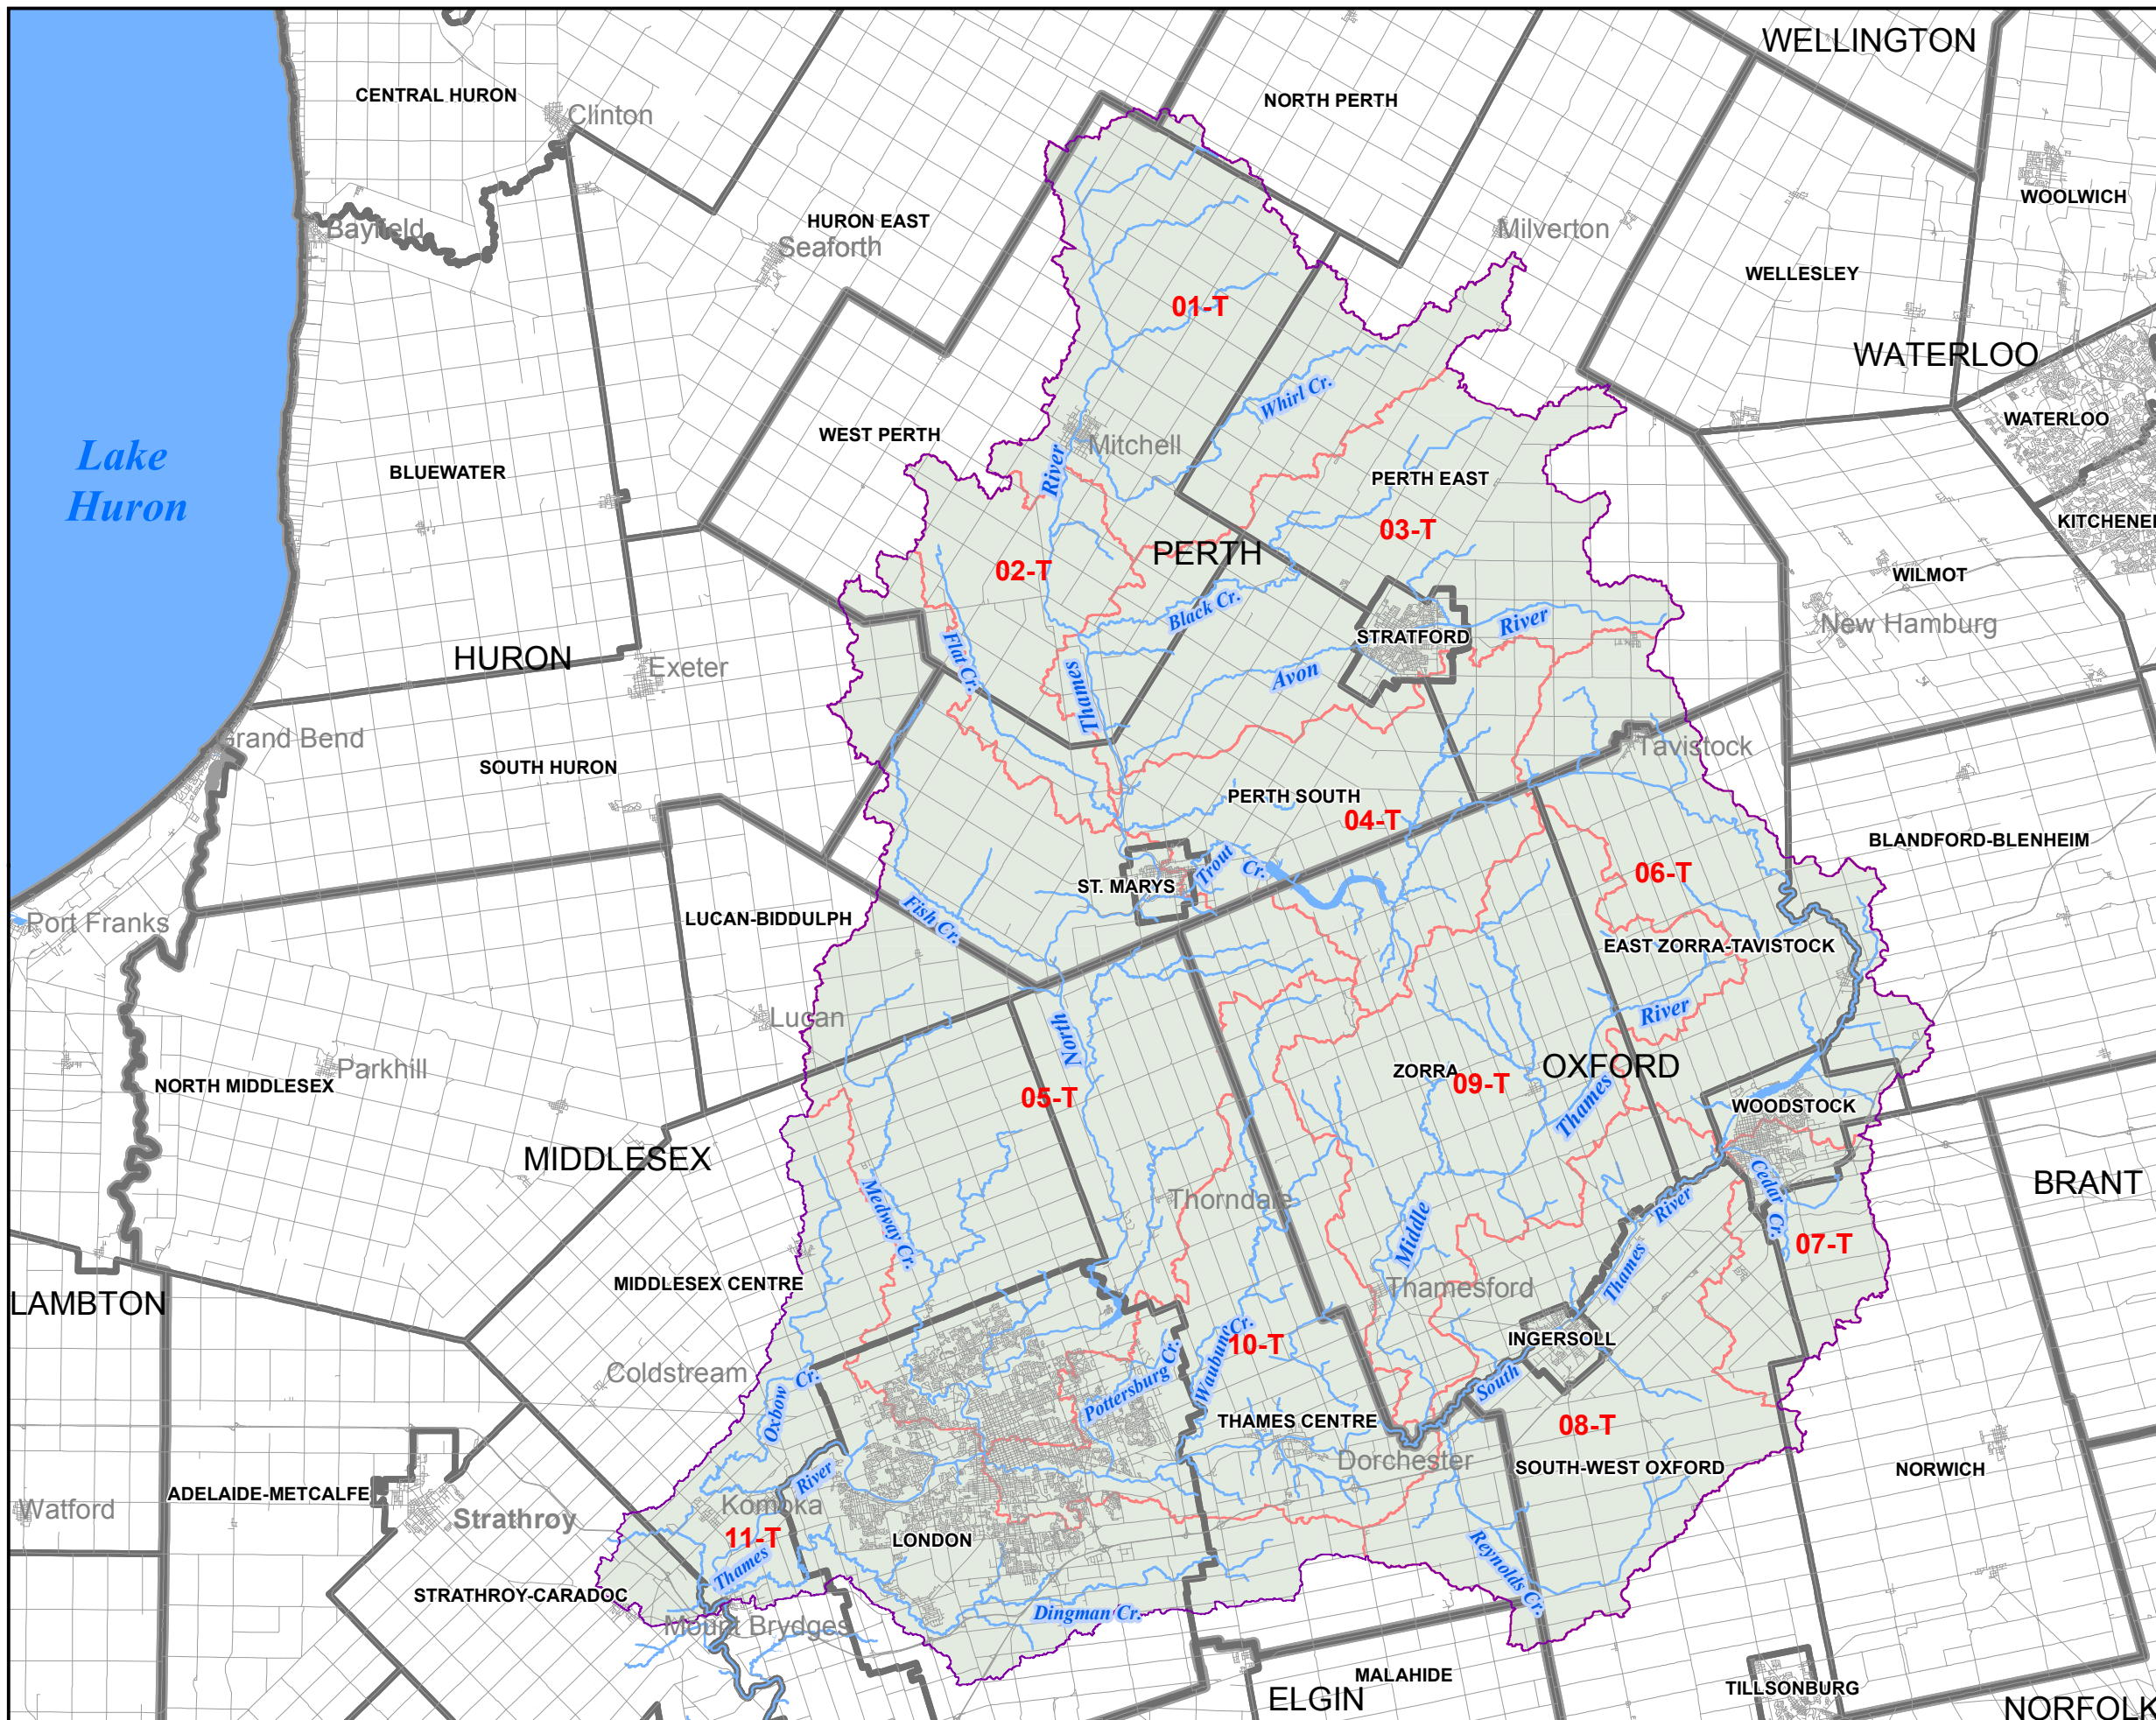 WELLINGTON
CENTRAL HURON
NORTH PERTH
Clinton
WOOLWICH
HURON EAST
Bayfield
Milverton
Seaforth
WELLESLEY
01-T
WATERLOO
Whirl Cr.
WATERLOO
WEST PERTH
Mitchell
Lake
Huron
BLUEWATER
River
PERTH EAST
03-T
KITCHENER
PERTH
02-T
WILMOT
Black Cr.
River
New Hamburg
STRATFORD
HURON
Flat Cr.
Exeter
Avon
Thames
Grand Bend
Tavistock
SOUTH HURON
PERTH SOUTH
04-T
BLANDFORD-BLENHEIM
Trout
Cr.
06-T
ST. MARYS
LUCAN-BIDDULPH
Fish Cr.
Port Franks
EAST ZORRA-TAVISTOCK
River
Lucan
North
Parkhill
ZORRA
OXFORD
09-T
NORTH MIDDLESEX
05-T
Thames
WOODSTOCK
MIDDLESEX
BRANT
Cedar
Cr.
Medway Cr.
Thorndale
River
Middle
07-T
MIDDLESEX CENTRE
Thames
LAMBTON
Thamesford
Waubuno Cr.
10-T
INGERSOLL
Coldstream
Oxbow
Cr.
Pottersburg Cr.
South
THAMES CENTRE
08-T
Dorchester
SOUTH-WEST OXFORD
NORWICH
River
ADELAIDE-METCALFE
Komoka
Watford
Strathroy
11-T
LONDON
Thames
Reynolds Cr.
STRATHROY-CARADOC
Dingman Cr.
Mount Brydges
MALAHIDE
TILLSONBURG
ELGIN
NORFOLK